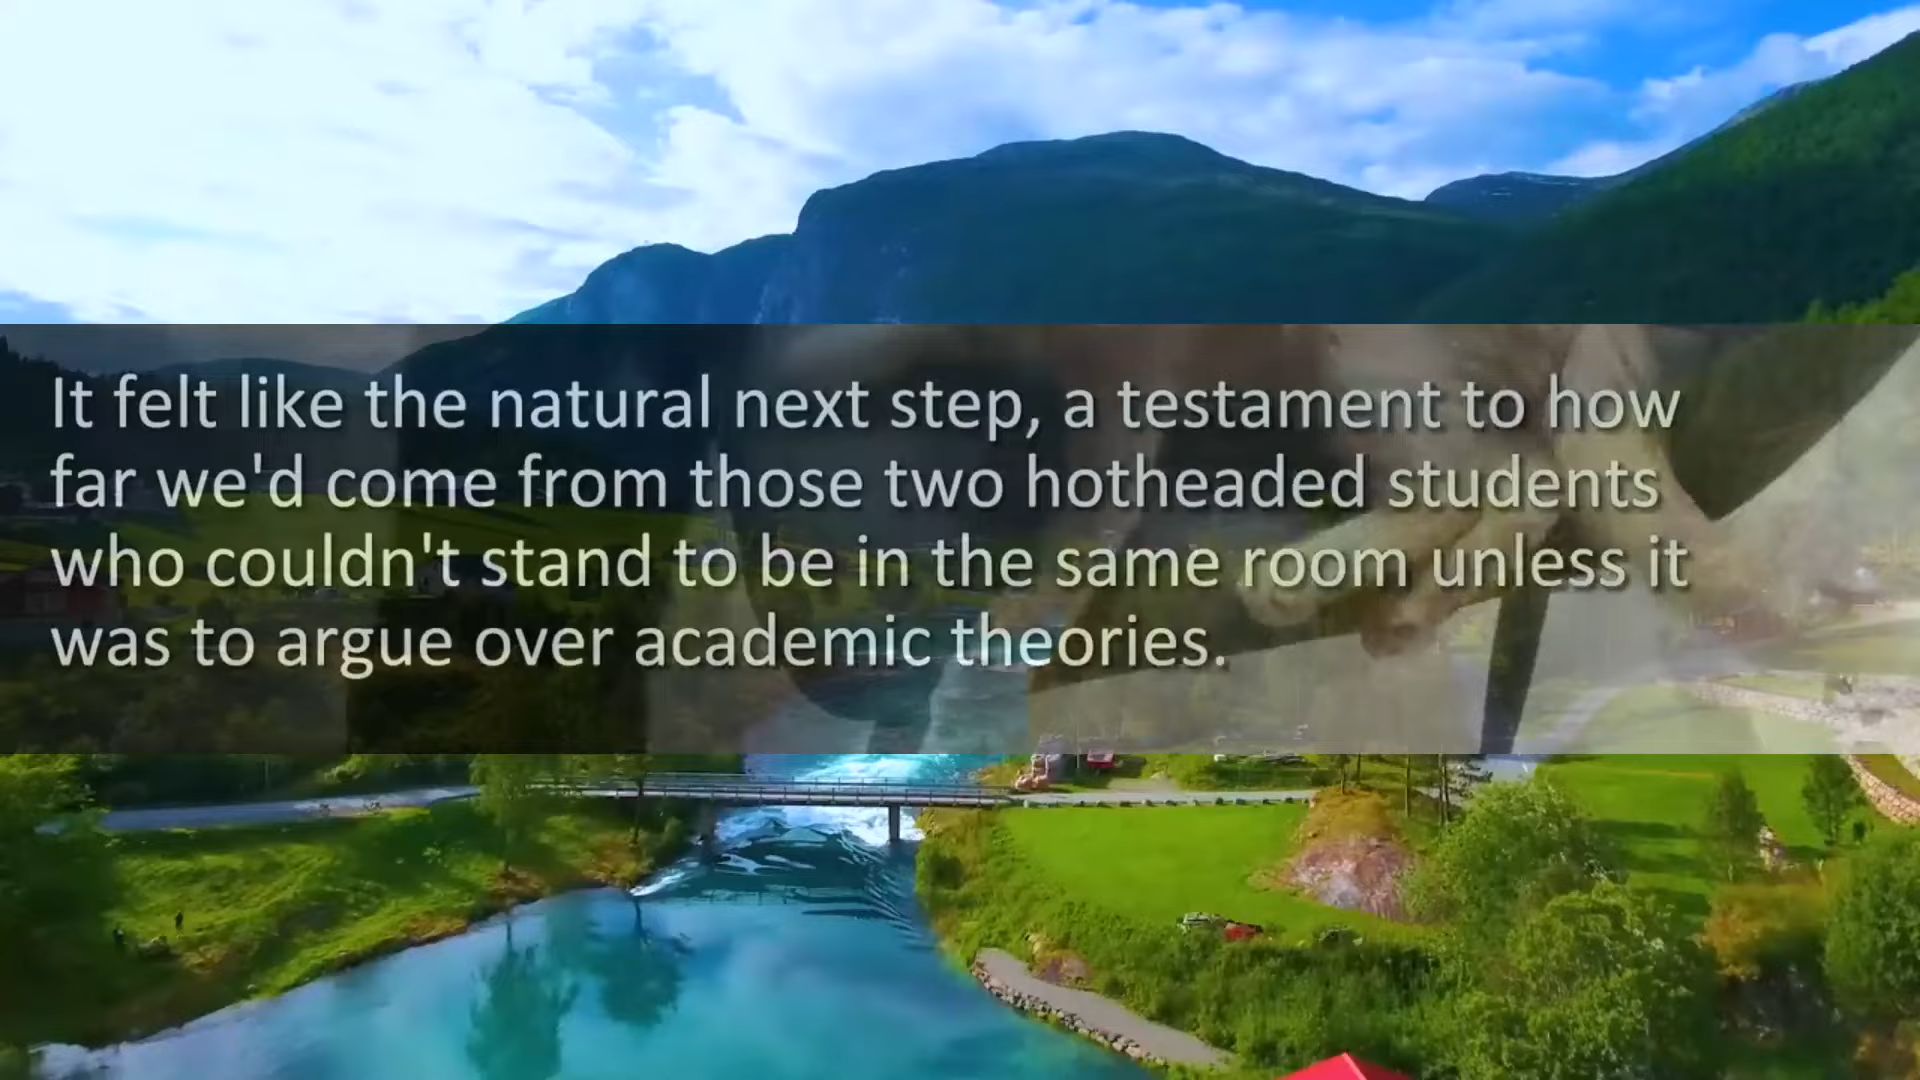 It felt like the natural next step, a testament to how
far we'd come from those two hotheaded students
who couldn't stand to be in the same room unless it
was to argue over academic theories.